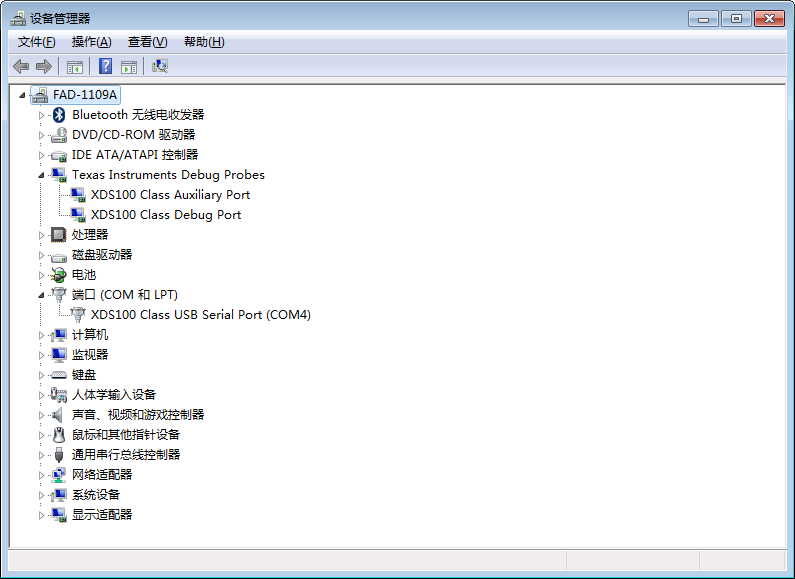 设备管理器
文件(F) 操作(A) 查看(V) 帮助(H)
FAD-1109A
Bluetooth 无线电收发器
DVD/CD-ROM 驱动器
IDE ATA/ATAPI 控制器
Texas Instruments Debug Probes
XDS100 Class Auxiliary Port
XDS100 Class Debug Port
处理器
磁盘驱动器
电池
端口 (COM 和 LPT)
XDS100 Class USB Serial Port (COM4)
计算机
监视器
键盘
人体学输入设备
声音、视频和游戏控制器
鼠标和其他指针设备
通用串行总线控制器
网络适配器
系统设备
显示适配器